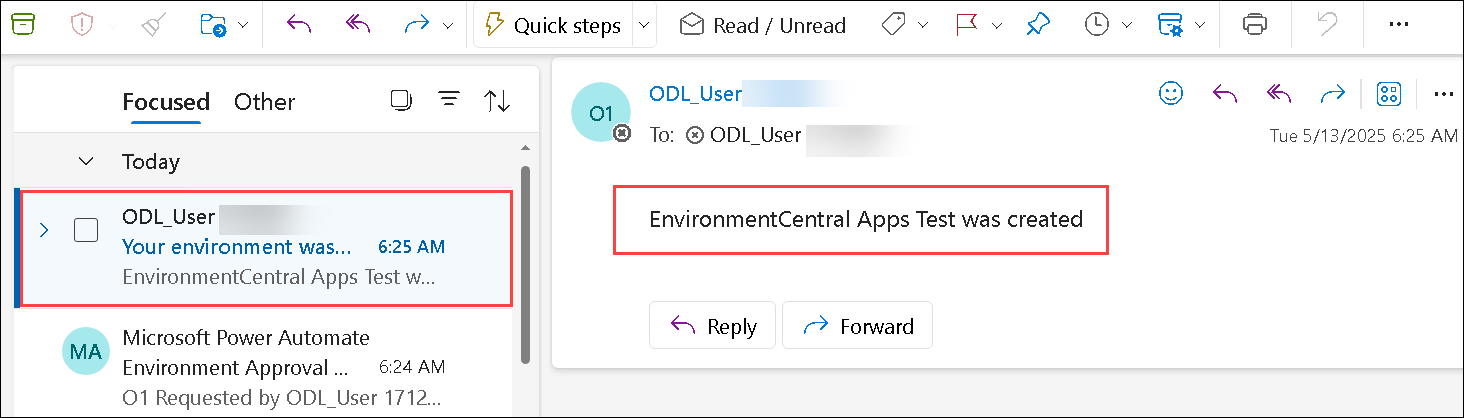 Quick steps
Read / Unread
Focused
Other
Today
ODL_User
Your environment was...
6:25 AM
EnvironmentCentral Apps Test w...
MA
Microsoft Power Automate
Environment Approval ...
6:24 AM
O1 Requested by ODL_User 1712...
O1
ODL_User
To:
ODL_User
Tue 5/13/2025 6:25 AM
EnvironmentCentral Apps Test was created
Reply
Forward